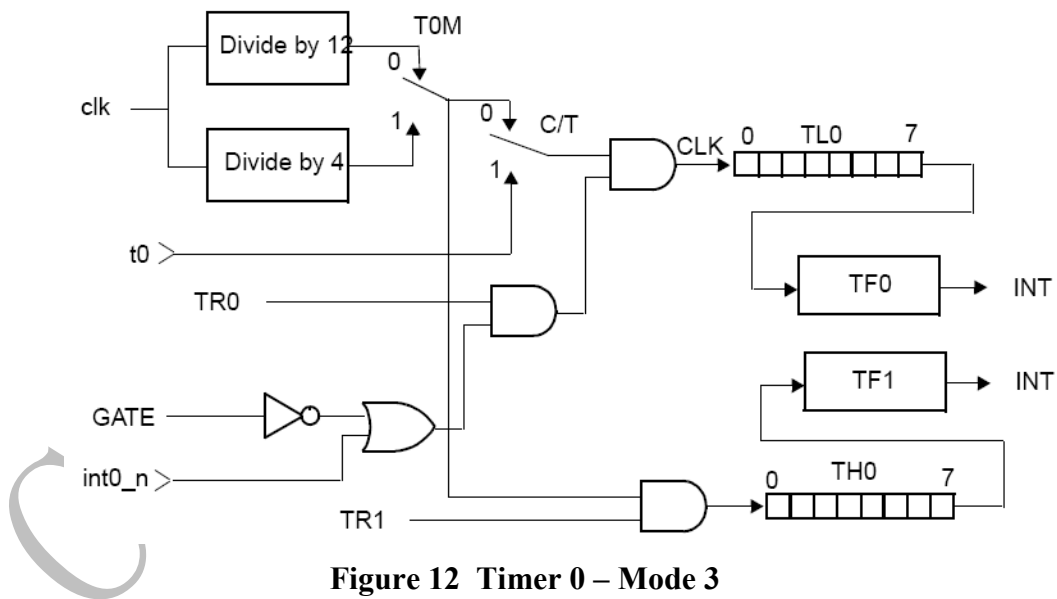 T0M
Divide by 12
0
clk
0
C/T
1
CLK
0 TL0 7
Divide by 4
1
t0
TR0
TF0
INT
TF1
INT
GATE
int0_n
0 TH0 7
TR1
Figure 12 Timer 0 – Mode 3